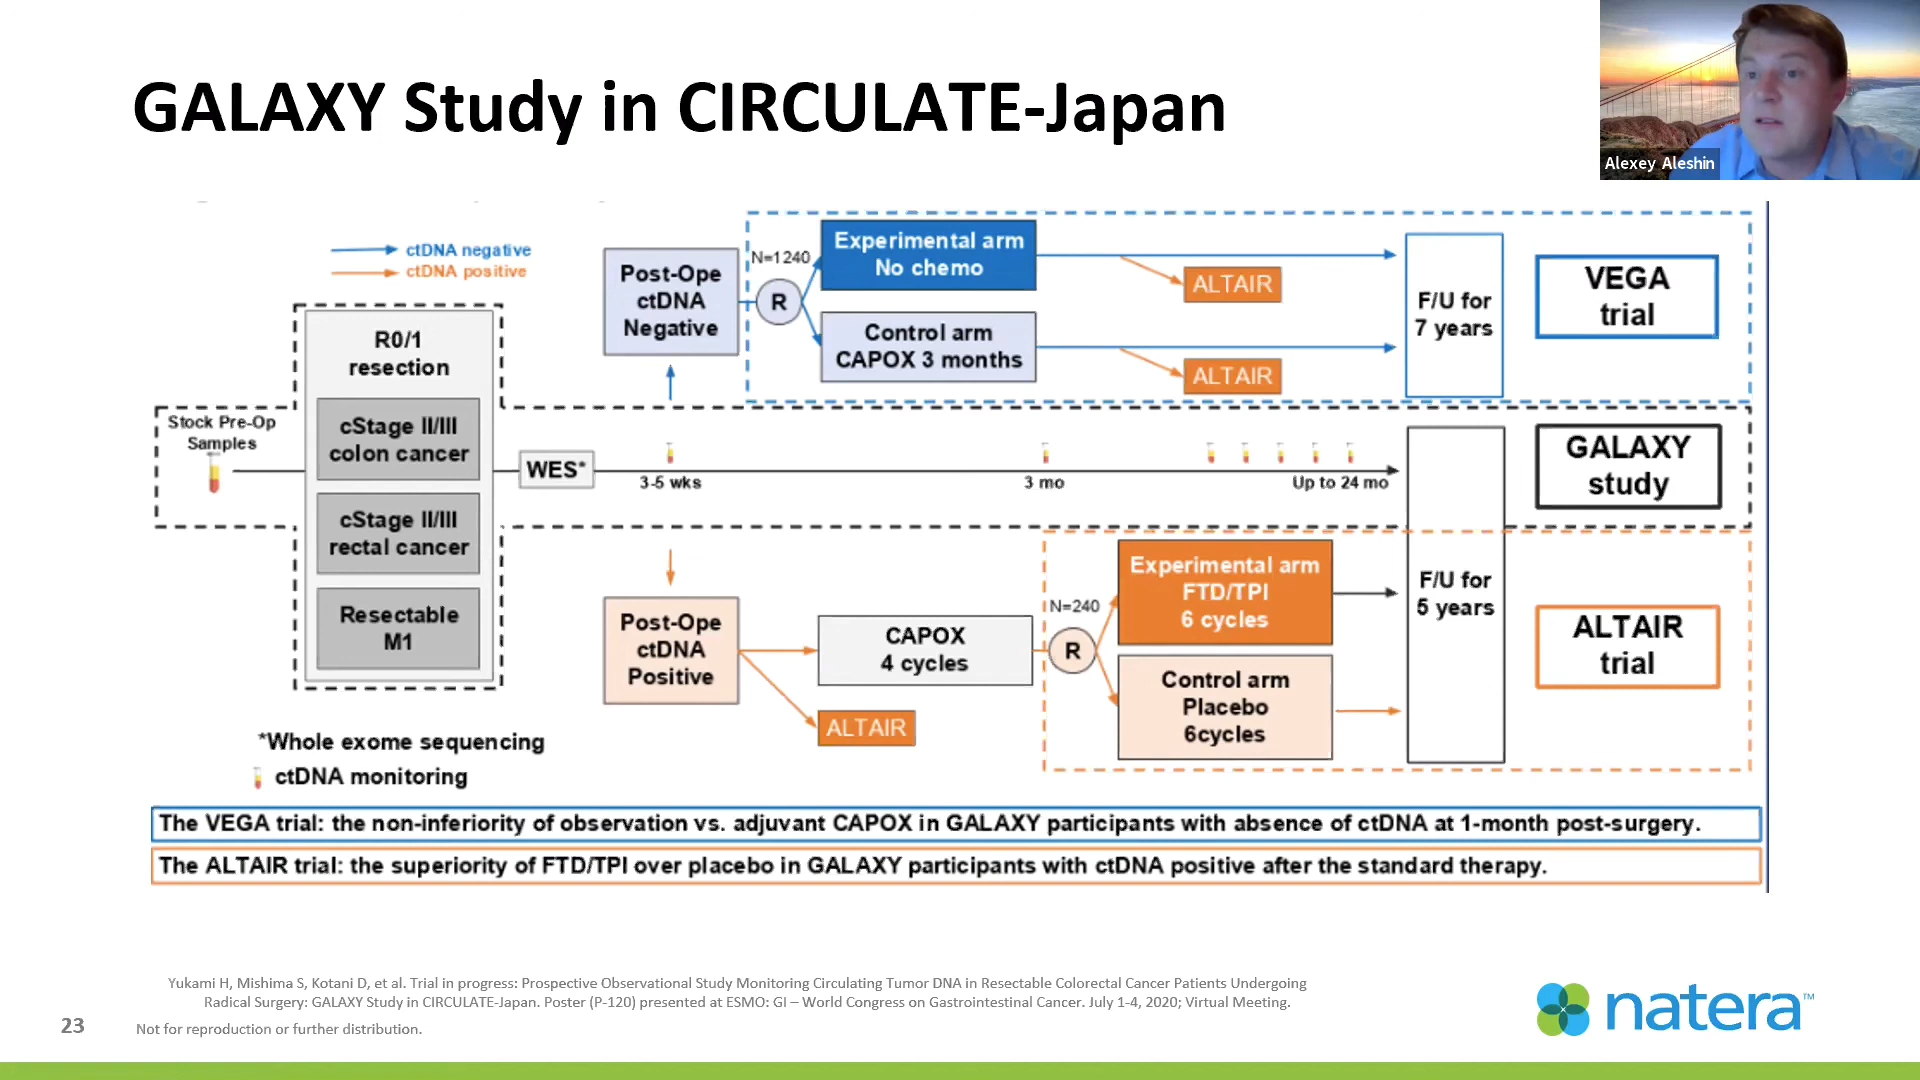 GALAXY Study in CIRCULATE-Japan
Alexey Aleshin
ctDNA negative
ctDNA positive
Stock Pre-Op
Samples
R0/1
resection
cStage II/III
colon cancer
cStage II/III
rectal cancer
Resectable
M1
*Whole exome sequencing
ctDNA monitoring
WES*
Post-Ope
ctDNA
Negative
N=1240
R
Experimental arm
No chemo
Control arm
CAPOX 3 months
ALTAIR
ALTAIR
F/U for
7 years
VEGA
trial
3-5 wks
3 mo
Up to 24 mo
GALAXY
study
Post-Ope
ctDNA
Positive
CAPOX
4 cycles
ALTAIR
N=240
R
Experimental arm
FTD/TPI
6 cycles
Control arm
Placebo
6cycles
F/U for
5 years
ALTAIR
trial
The VEGA trial: the non-inferiority of observation vs. adjuvant CAPOX in GALAXY participants with absence of ctDNA at 1-month post-surgery.
The ALTAIR trial: the superiority of FTD/TPI over placebo in GALAXY participants with ctDNA positive after the standard therapy.
Yukami H, Mishima S, Kotani D, et al. Trial in progress: Prospective Observational Study Monitoring Circulating Tumor DNA in Resectable Colorectal Cancer Patients Undergoing
Radical Surgery: GALAXY Study in CIRCULATE-Japan. Poster (P-120) presented at ESMO: GI – World Congress on Gastrointestinal Cancer. July 1-4, 2020; Virtual Meeting.
23
Not for reproduction or further distribution.
natera™